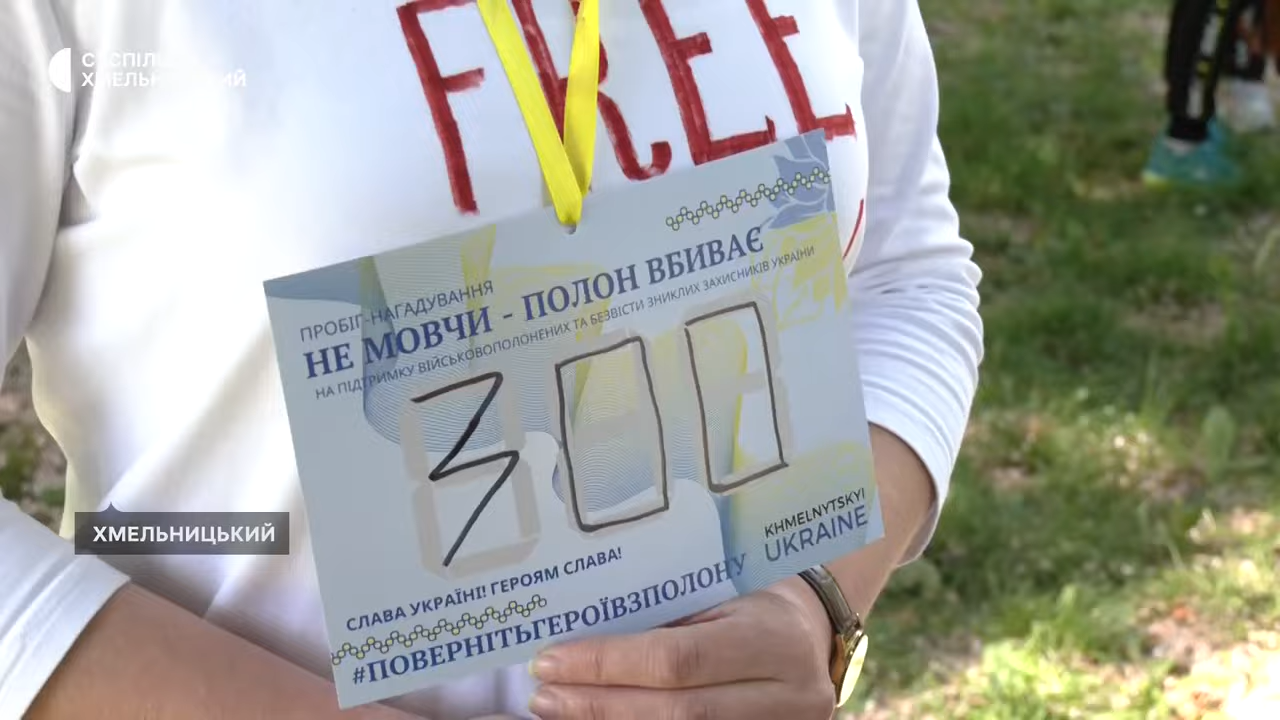 СУСПІЛЬНЕ
ХМЕЛЬНИЦЬКИЙ
FREE
ПРОБІГ-НАГАДУВАННЯ
НЕ МОВЧИ - ПОЛОН ВБИВАЄ
НА ПІДТРИМКУ ВІЙСЬКОВОПОЛОНЕНИХ ТА БЕЗВІСТИ ЗНИКЛИХ ЗАХИСНИКІВ УКРАЇНИ
300
KHMELNYTSKYI
UKRAINE
СЛАВА УКРАЇНІ! ГЕРОЯМ СЛАВА!
#ПОВЕРНІТЬГЕРОЇВЗПОЛОНУ
ХМЕЛЬНИЦЬКИЙ